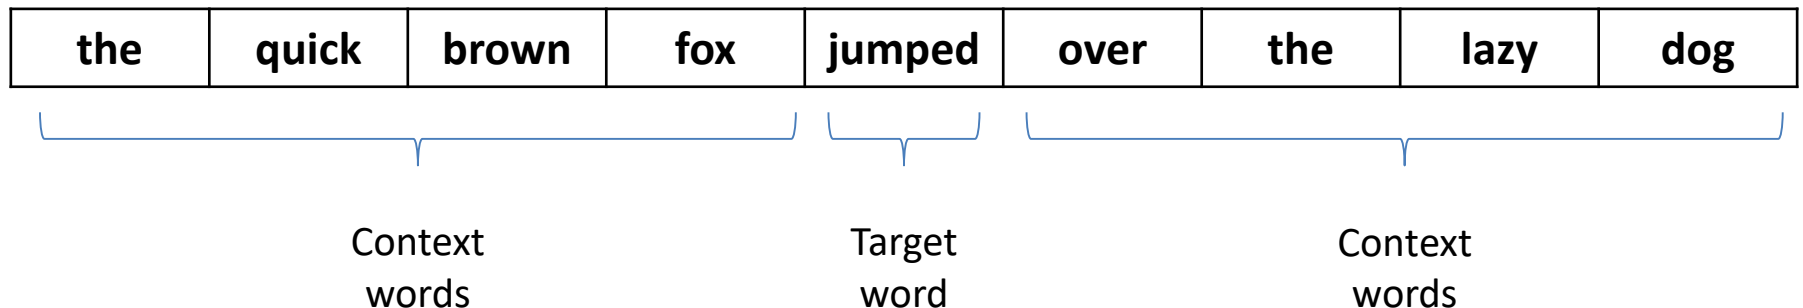 the quick brown fox jumped over the lazy dog
Context Target Context
words word words